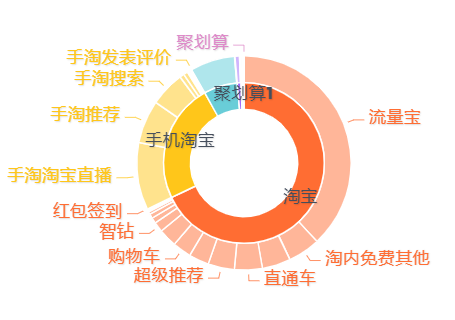 聚划算
手淘发表评价
手淘搜索
聚划算1
手淘推荐
流量宝
手机淘宝
手淘淘宝直播
淘宝
红包签到
智钻
购物车
淘内免费其他
超级推荐
直通车